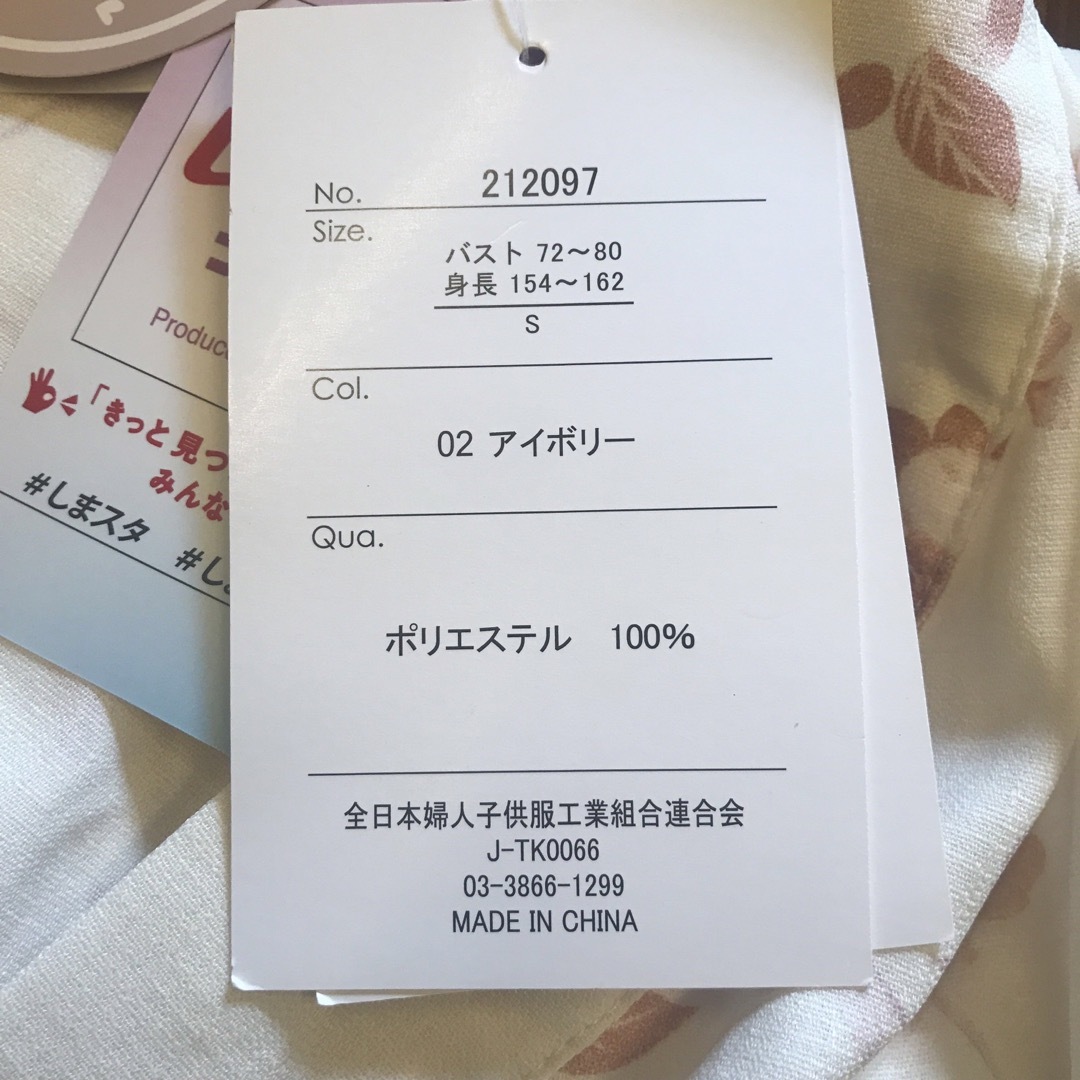 No. 212097
Size.
バスト 72～80
身長 154～162
S
Col.
02 アイボリー
Qua.
ポリエステル 100%
全日本婦人子供服工業組合連合会
J-TK0066
03-3866-1299
MADE IN CHINA
Produc
「きっと見つ
みんな
#しまスタ #し